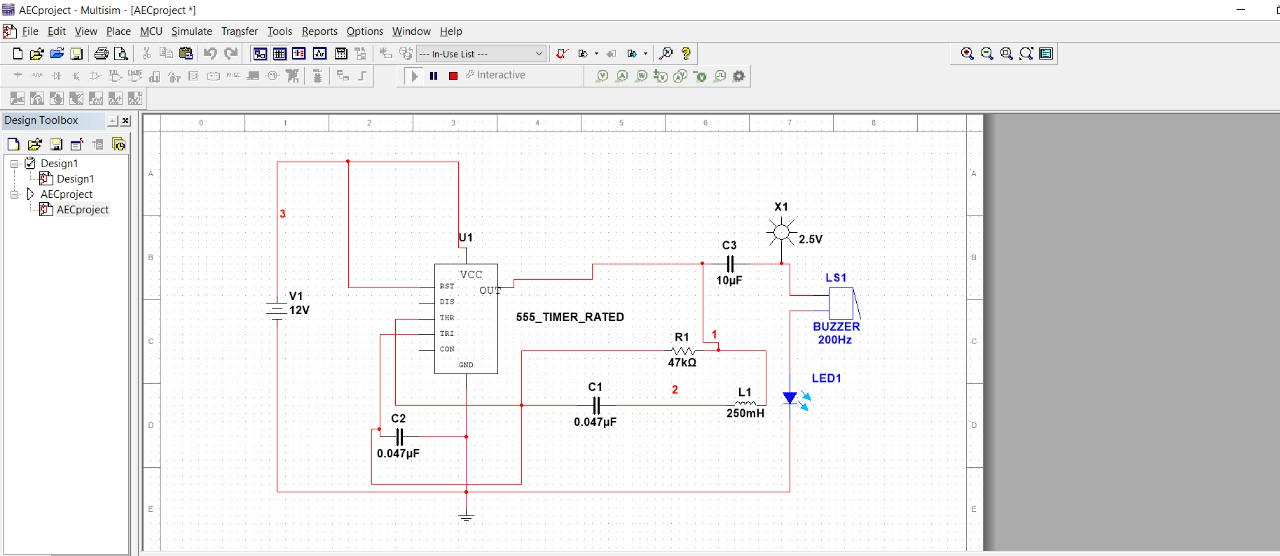 AECproject - Multisim - [AECproject *]
File Edit View Place MCU Simulate Transfer Tools Reports Options Window Help
--- In-Use List ---
Interactive
Design Toolbox
Design1
Design1
AECproject
AECproject
0 1 2 3 4 5 6 7 8
A A
B B
C C
D D
E E
3
V1
12V
U1
VCC
RST
OUT
DIS
THR
TRI
CON
GND
555_TIMER_RATED
C3
10µF
X1
2.5V
LS1
BUZZER
200Hz
R1
47kΩ
1
2
C1
0.047µF
L1
250mH
LED1
C2
0.047µF